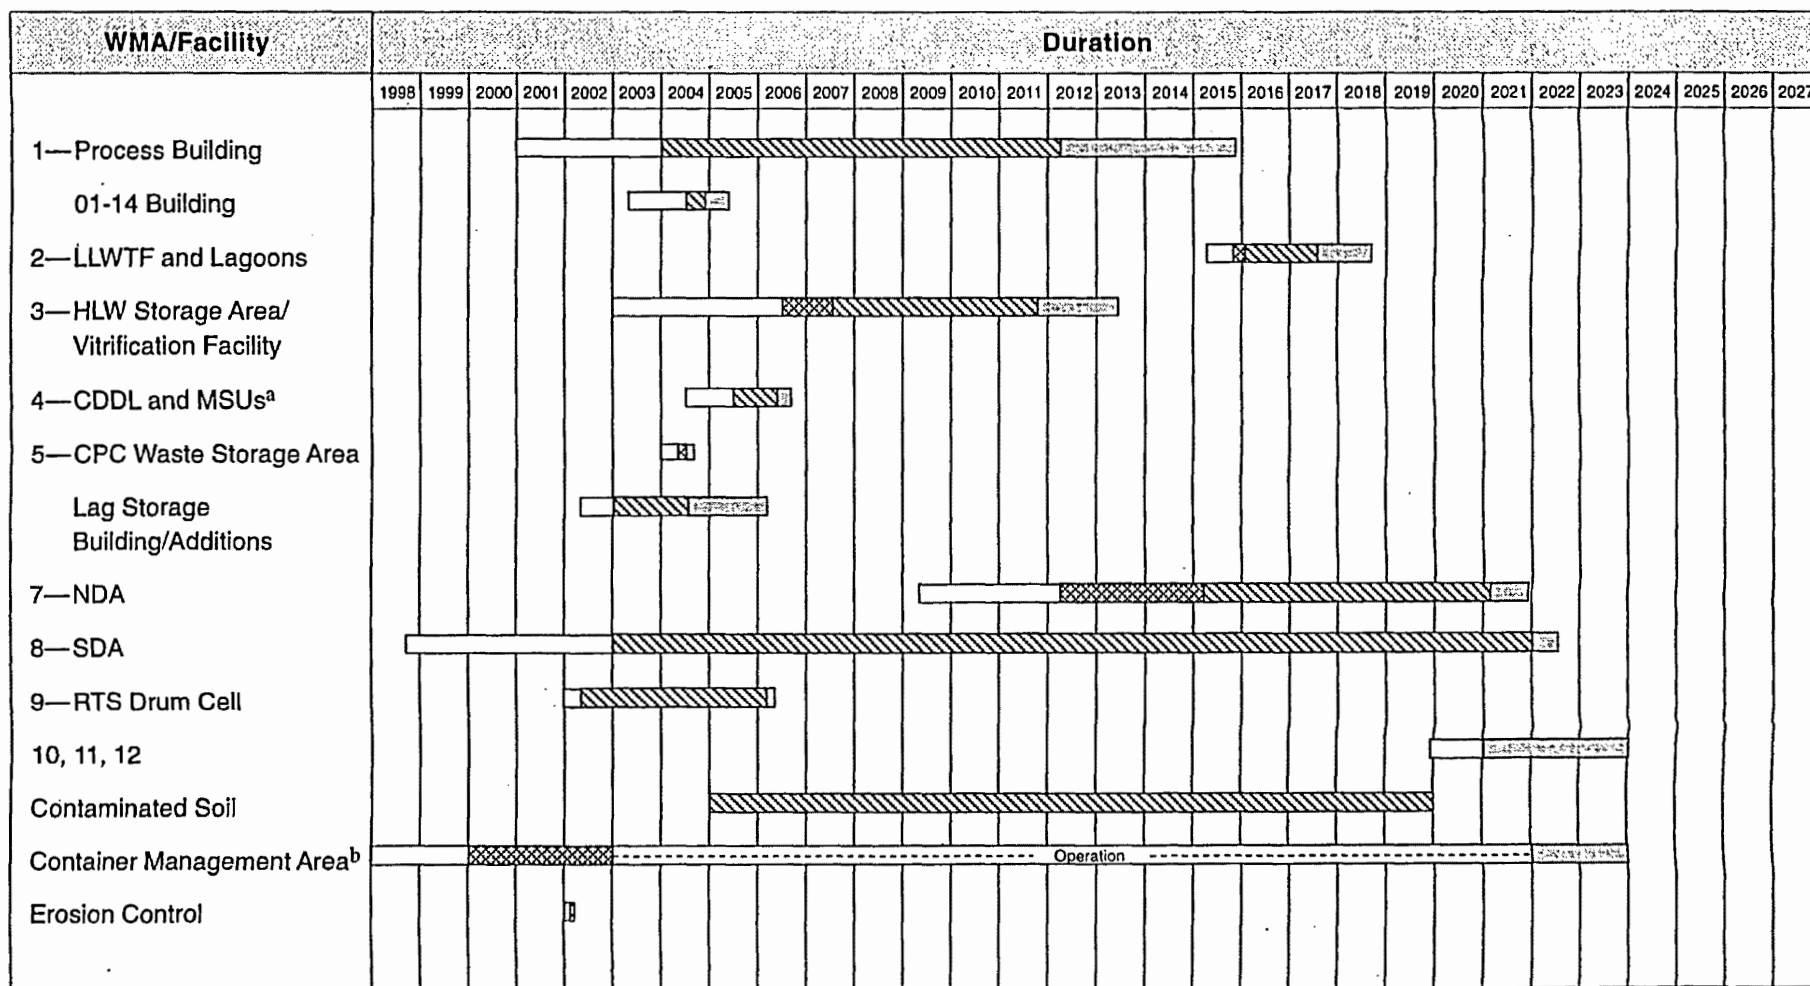 WMA/Facility
Duration
1998 1999 2000 2001 2002 2003 2004 2005 2006 2007 2008 2009 2010 2011 2012 2013 2014 2015 2016 2017 2018 2019 2020 2021 2022 2023 2024 2025 2026 2027
1—Process Building
01-14 Building
2—LLWTF and Lagoons
3—HLW Storage Area/
Vitrification Facility
4—CDDL and MSUsᵃ
5—CPC Waste Storage Area
Lag Storage
Building/Additions
7—NDA
8—SDA
9—RTS Drum Cell
10, 11, 12
Contaminated Soil
Container Management Areaᵇ
Operation
Erosion Control